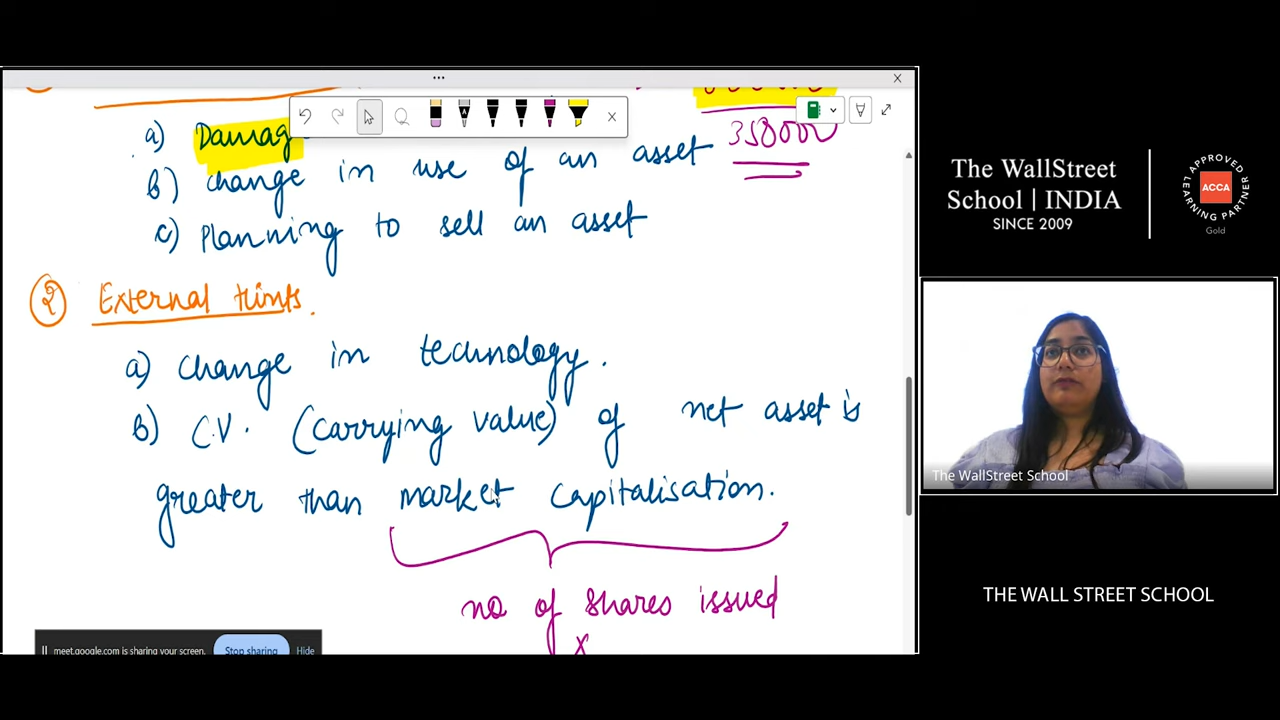 350000
a) Damag
b) change in use of an asset
c) Planning to sell an asset
② External Hints.
a) change in technology.
b) C.V. (carrying value) of net asset is
greater than market capitalisation.
no of shares issued
x
meet.google.com is sharing your screen.
Stop sharing
Hide
The WallStreet
School | INDIA
SINCE 2009
APPROVED LEARNING PARTNER
ACCA
Gold
The WallStreet School
THE WALL STREET SCHOOL